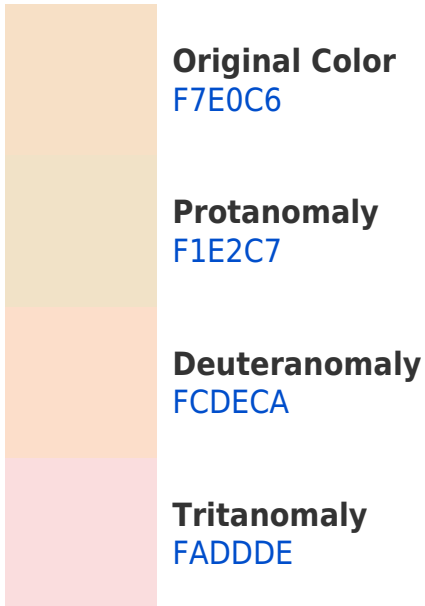 Original Color
F7E0C6
Protanomaly
F1E2C7
Deuteranomaly
FCDECA
Tritanomaly
FADDDE